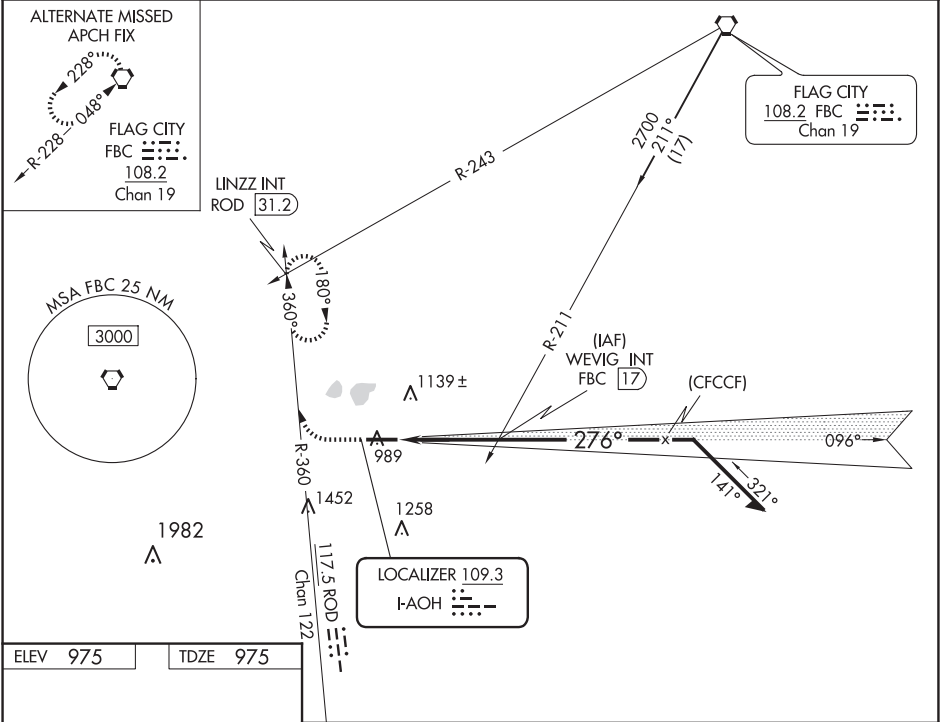 ALTERNATE MISSED
APCH FIX
228°
048°
R-228
FLAG CITY
FBC
108.2
Chan 19
FLAG CITY
108.2 FBC
Chan 19
2700
211°
(17)
R-243
LINZZ INT
ROD 31.2
180°
360°
MSA FBC 25 NM
3000
R-211
(IAF)
WEVIG INT
FBC 17
(CFCCF)
1139 ±
276°
x
096°
989
141°
321°
R-360
1452
1258
1982
LOCALIZER 109.3
I-AOH
117.5 ROD
Chan 122
ELEV 975
TDZE 975